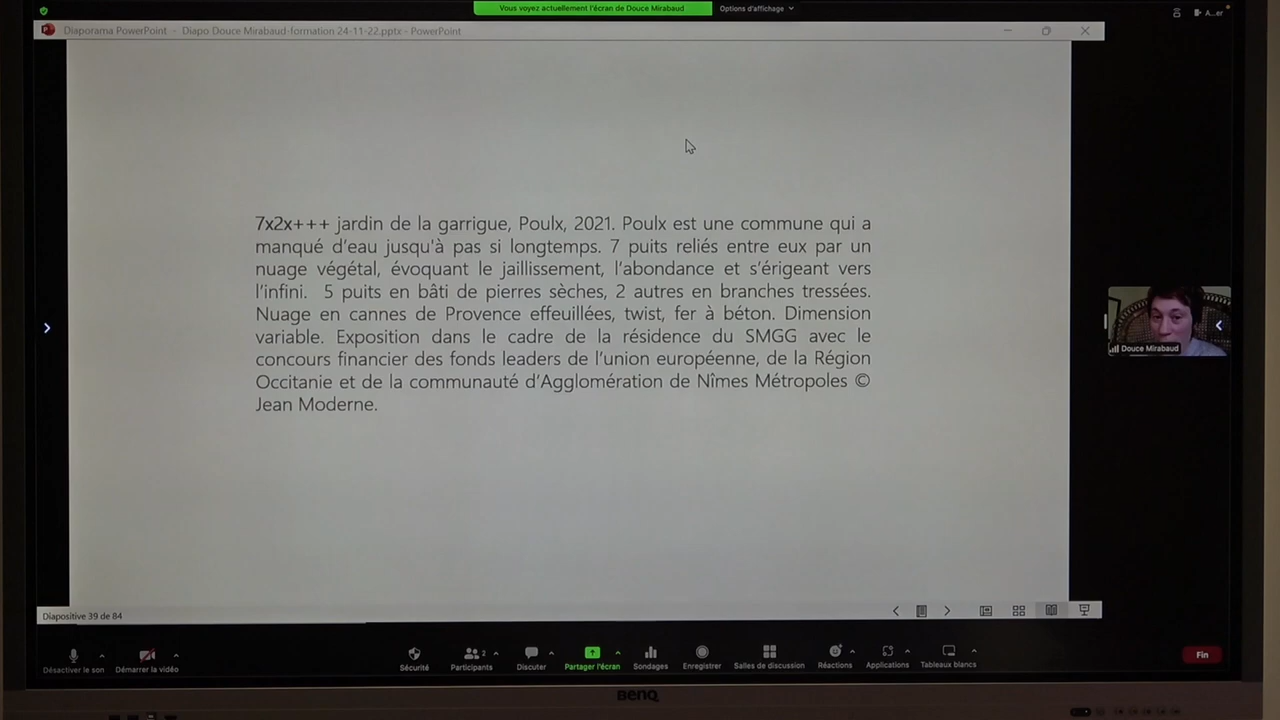 Vous voyez actuellement l'écran de Douce Mirabaud
Options d'affichage
Diaporama PowerPoint - Diapo Douce Mirabaud-formation 24-11-22.pptx - PowerPoint
A...er
7x2x+++ jardin de la garrigue, Poulx, 2021. Poulx est une commune qui a
manqué d'eau jusqu'à pas si longtemps. 7 puits reliés entre eux par un
nuage végétal, évoquant le jaillissement, l'abondance et s'érigeant vers
l'infini. 5 puits en bâti de pierres sèches, 2 autres en branches tressées.
Nuage en cannes de Provence effeuillées, twist, fer à béton. Dimension
variable. Exposition dans le cadre de la résidence du SMGG avec le
concours financier des fonds leaders de l'union européenne, de la Région
Occitanie et de la communauté d'Agglomération de Nîmes Métropoles ©
Jean Moderne.
Douce Mirabaud
Diapositive 39 de 84
Désactiver le son
Démarrer la vidéo
Sécurité
Participants
2
Discuter
Partager l'écran
Sondages
Enregistrer
Salles de discussion
Réactions
Applications
Tableaux blancs
Fin
BenQ